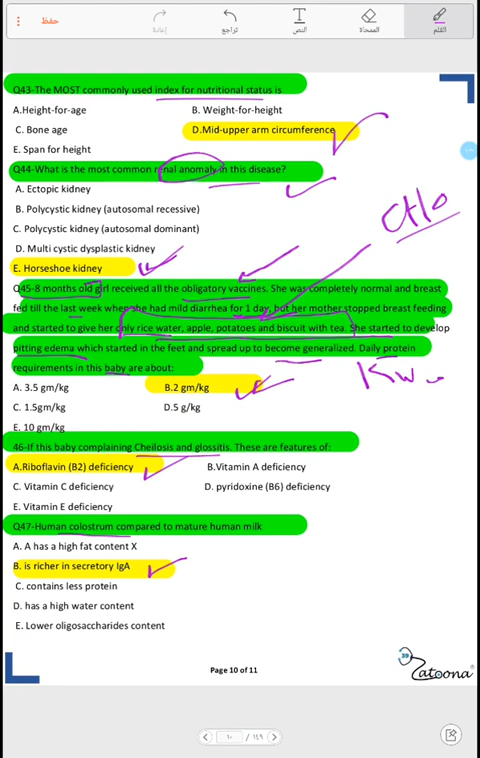 حفظ
إعادة
تراجع
النص
الممحاة
القلم
Q43-The MOST commonly used index for nutritional status is
A.Height-for-age
B. Weight-for-height
C. Bone age
D.Mid-upper arm circumference
E. Span for height
Q44-What is the most common renal anomaly in this disease?
A. Ectopic kidney
B. Polycystic kidney (autosomal recessive)
C. Polycystic kidney (autosomal dominant)
D. Multi cystic dysplastic kidney
E. Horseshoe kidney
CHO
Q45-8 months old girl received all the obligatory vaccines. She was completely normal and breast
fed till the last week when she had mild diarrhea for 1 day, but her mother stopped breast feeding
and started to give her only rice water, apple, potatoes and biscuit with tea. She started to develop
pitting edema which started in the feet and spread up to become generalized. Daily protein
requirements in this baby are about:
Kw
A. 3.5 gm/kg
B.2 gm/kg
C. 1.5gm/kg
D.5 g/kg
E. 10 gm/kg
46-If this baby complaining Cheilosis and glossitis. These are features of:
A.Riboflavin (B2) deficiency
B.Vitamin A deficiency
C. Vitamin C deficiency
D. pyridoxine (B6) deficiency
E. Vitamin E deficiency
Q47-Human colostrum compared to mature human milk
A. A has a high fat content X
B. is richer in secretory IgA
C. contains less protein
D. has a high water content
E. Lower oligosaccharides content
Page 10 of 11
39
Zatoona
١٠ / ١٤٩